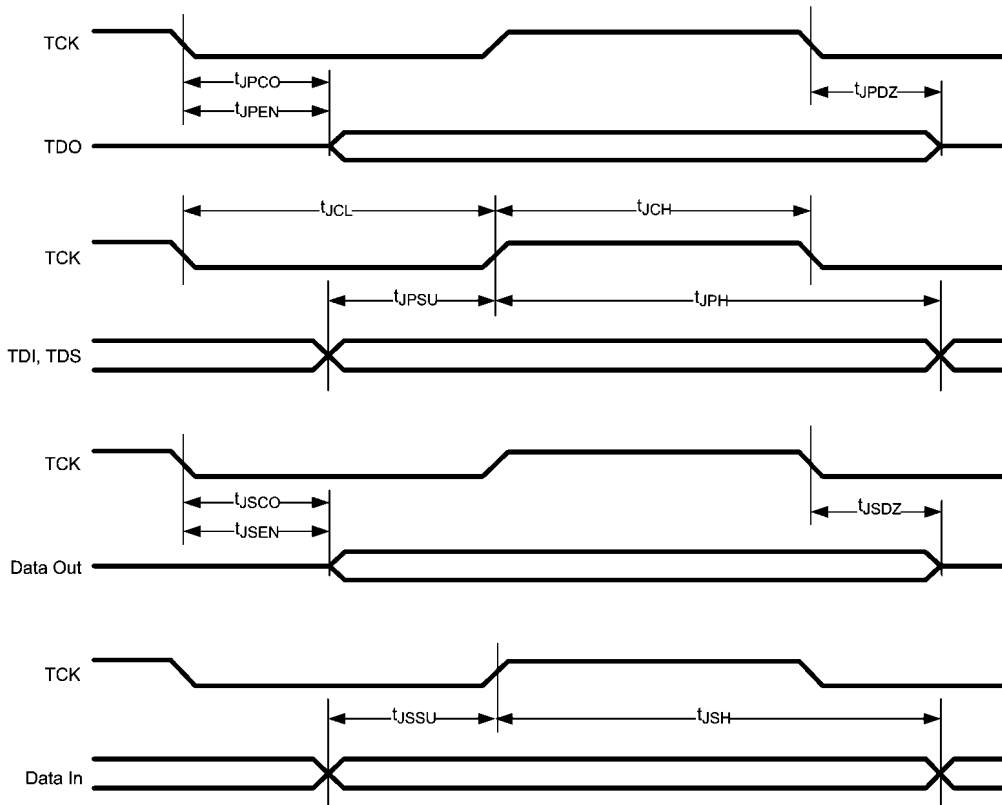 TCK
tJPCO
tJPEN
tJPDZ
TDO
tJCL
tJCH
TCK
tJPSU
tJPH
TDI, TDS
TCK
tJSCO
tJSEN
tJSDZ
Data Out
TCK
tJSSU
tJSH
Data In